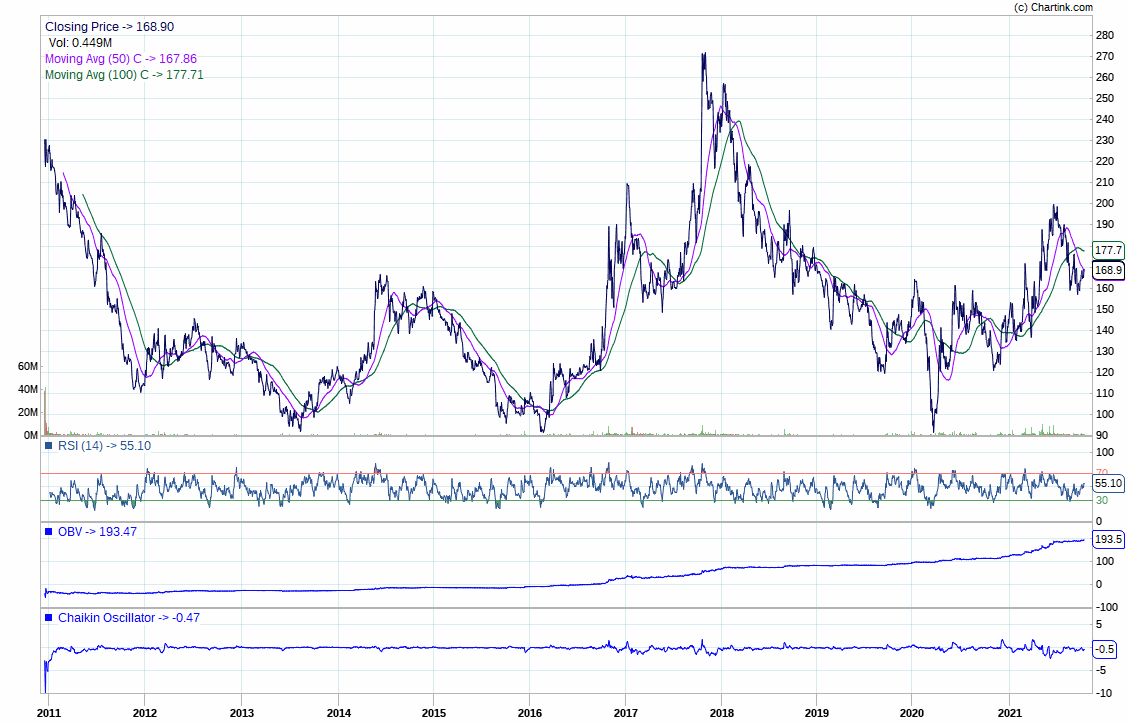 (c) Chartink.com
Closing Price -> 168.90
Vol: 0.449M
Moving Avg (50) C -> 167.86
Moving Avg (100) C -> 177.71
280
270
260
250
240
230
220
210
200
190
177.7
168.9
160
150
140
130
120
110
100
90
60M
40M
20M
0M
RSI (14) -> 55.10
100
70
55.10
30
0
OBV -> 193.47
193.5
100
0
-100
Chaikin Oscillator -> -0.47
5
-0.5
-5
-10
2011 2012 2013 2014 2015 2016 2017 2018 2019 2020 2021